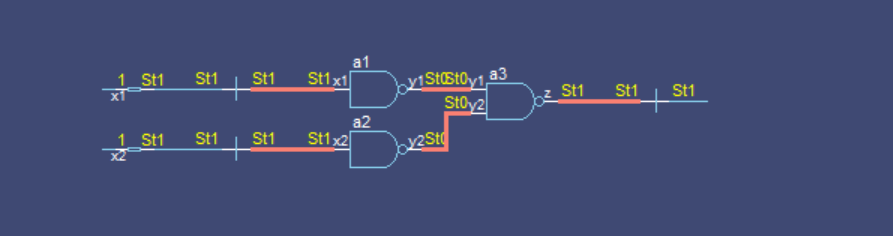 a1
1 St1 St1 St1 St1 x1 y1 St0 St0 y1 a3
x1
St0 y2 z St1 St1 St1
a2
1 St1 St1 St1 St1 x2 y2 St0
x2